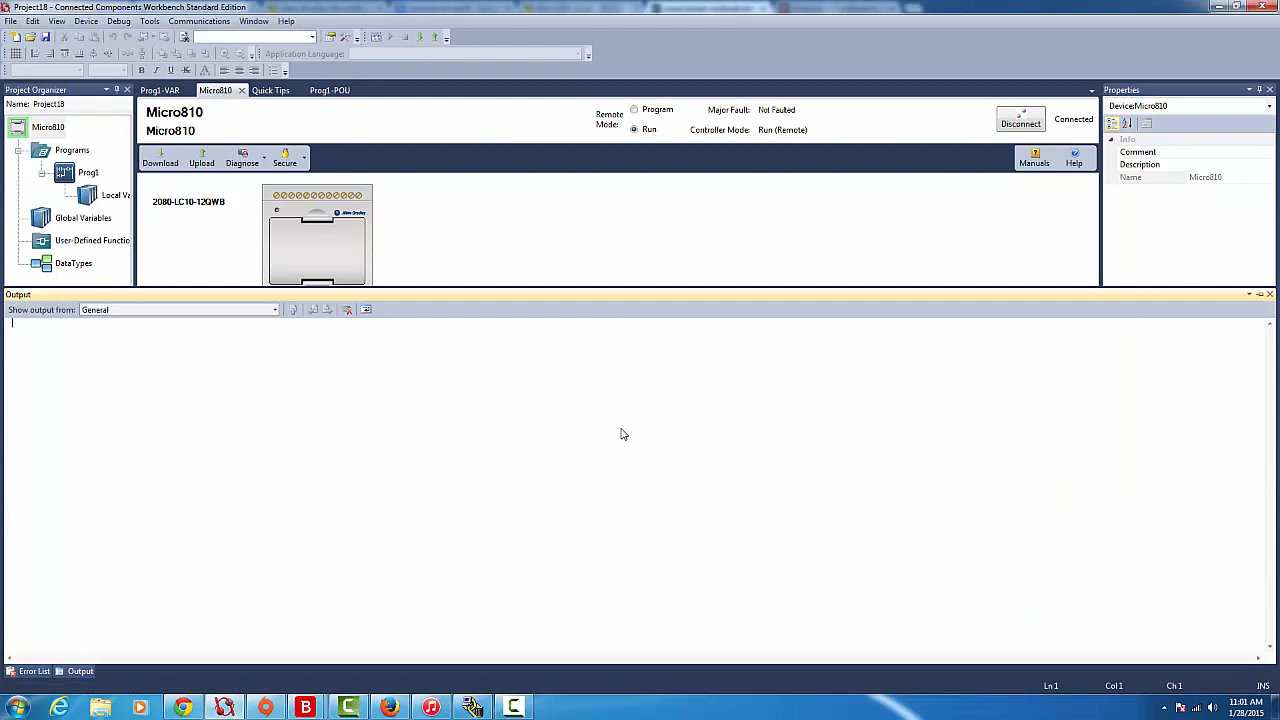 Project18 - Connected Components Workbench Standard Edition
File Edit View Debug Tools Communications Window Help
Application Language:
Project Organizer
Name: Project18
Micro810
Programs
Prog1
Local Va
Global Variables
User-Defined Functio
DataTypes
Prog1-VAR Micro810 Quick Tips Prog1-POU
Micro810
Micro810
Remote Mode: Program Run
Major Fault: Not Faulted
Controller Mode: Run (Remote)
Disconnect Connected
Download Upload Diagnose Secure Manuals Help
2080-LC10-12QWB
Allen Bradley
Properties
Device:Micro810
Info
Comment
Description
Name Micro810
Output
Show output from: General
Error List Output
Ln 1 Col 1 Ch 1 INS
B C B C
11:01 AM
1/28/2015